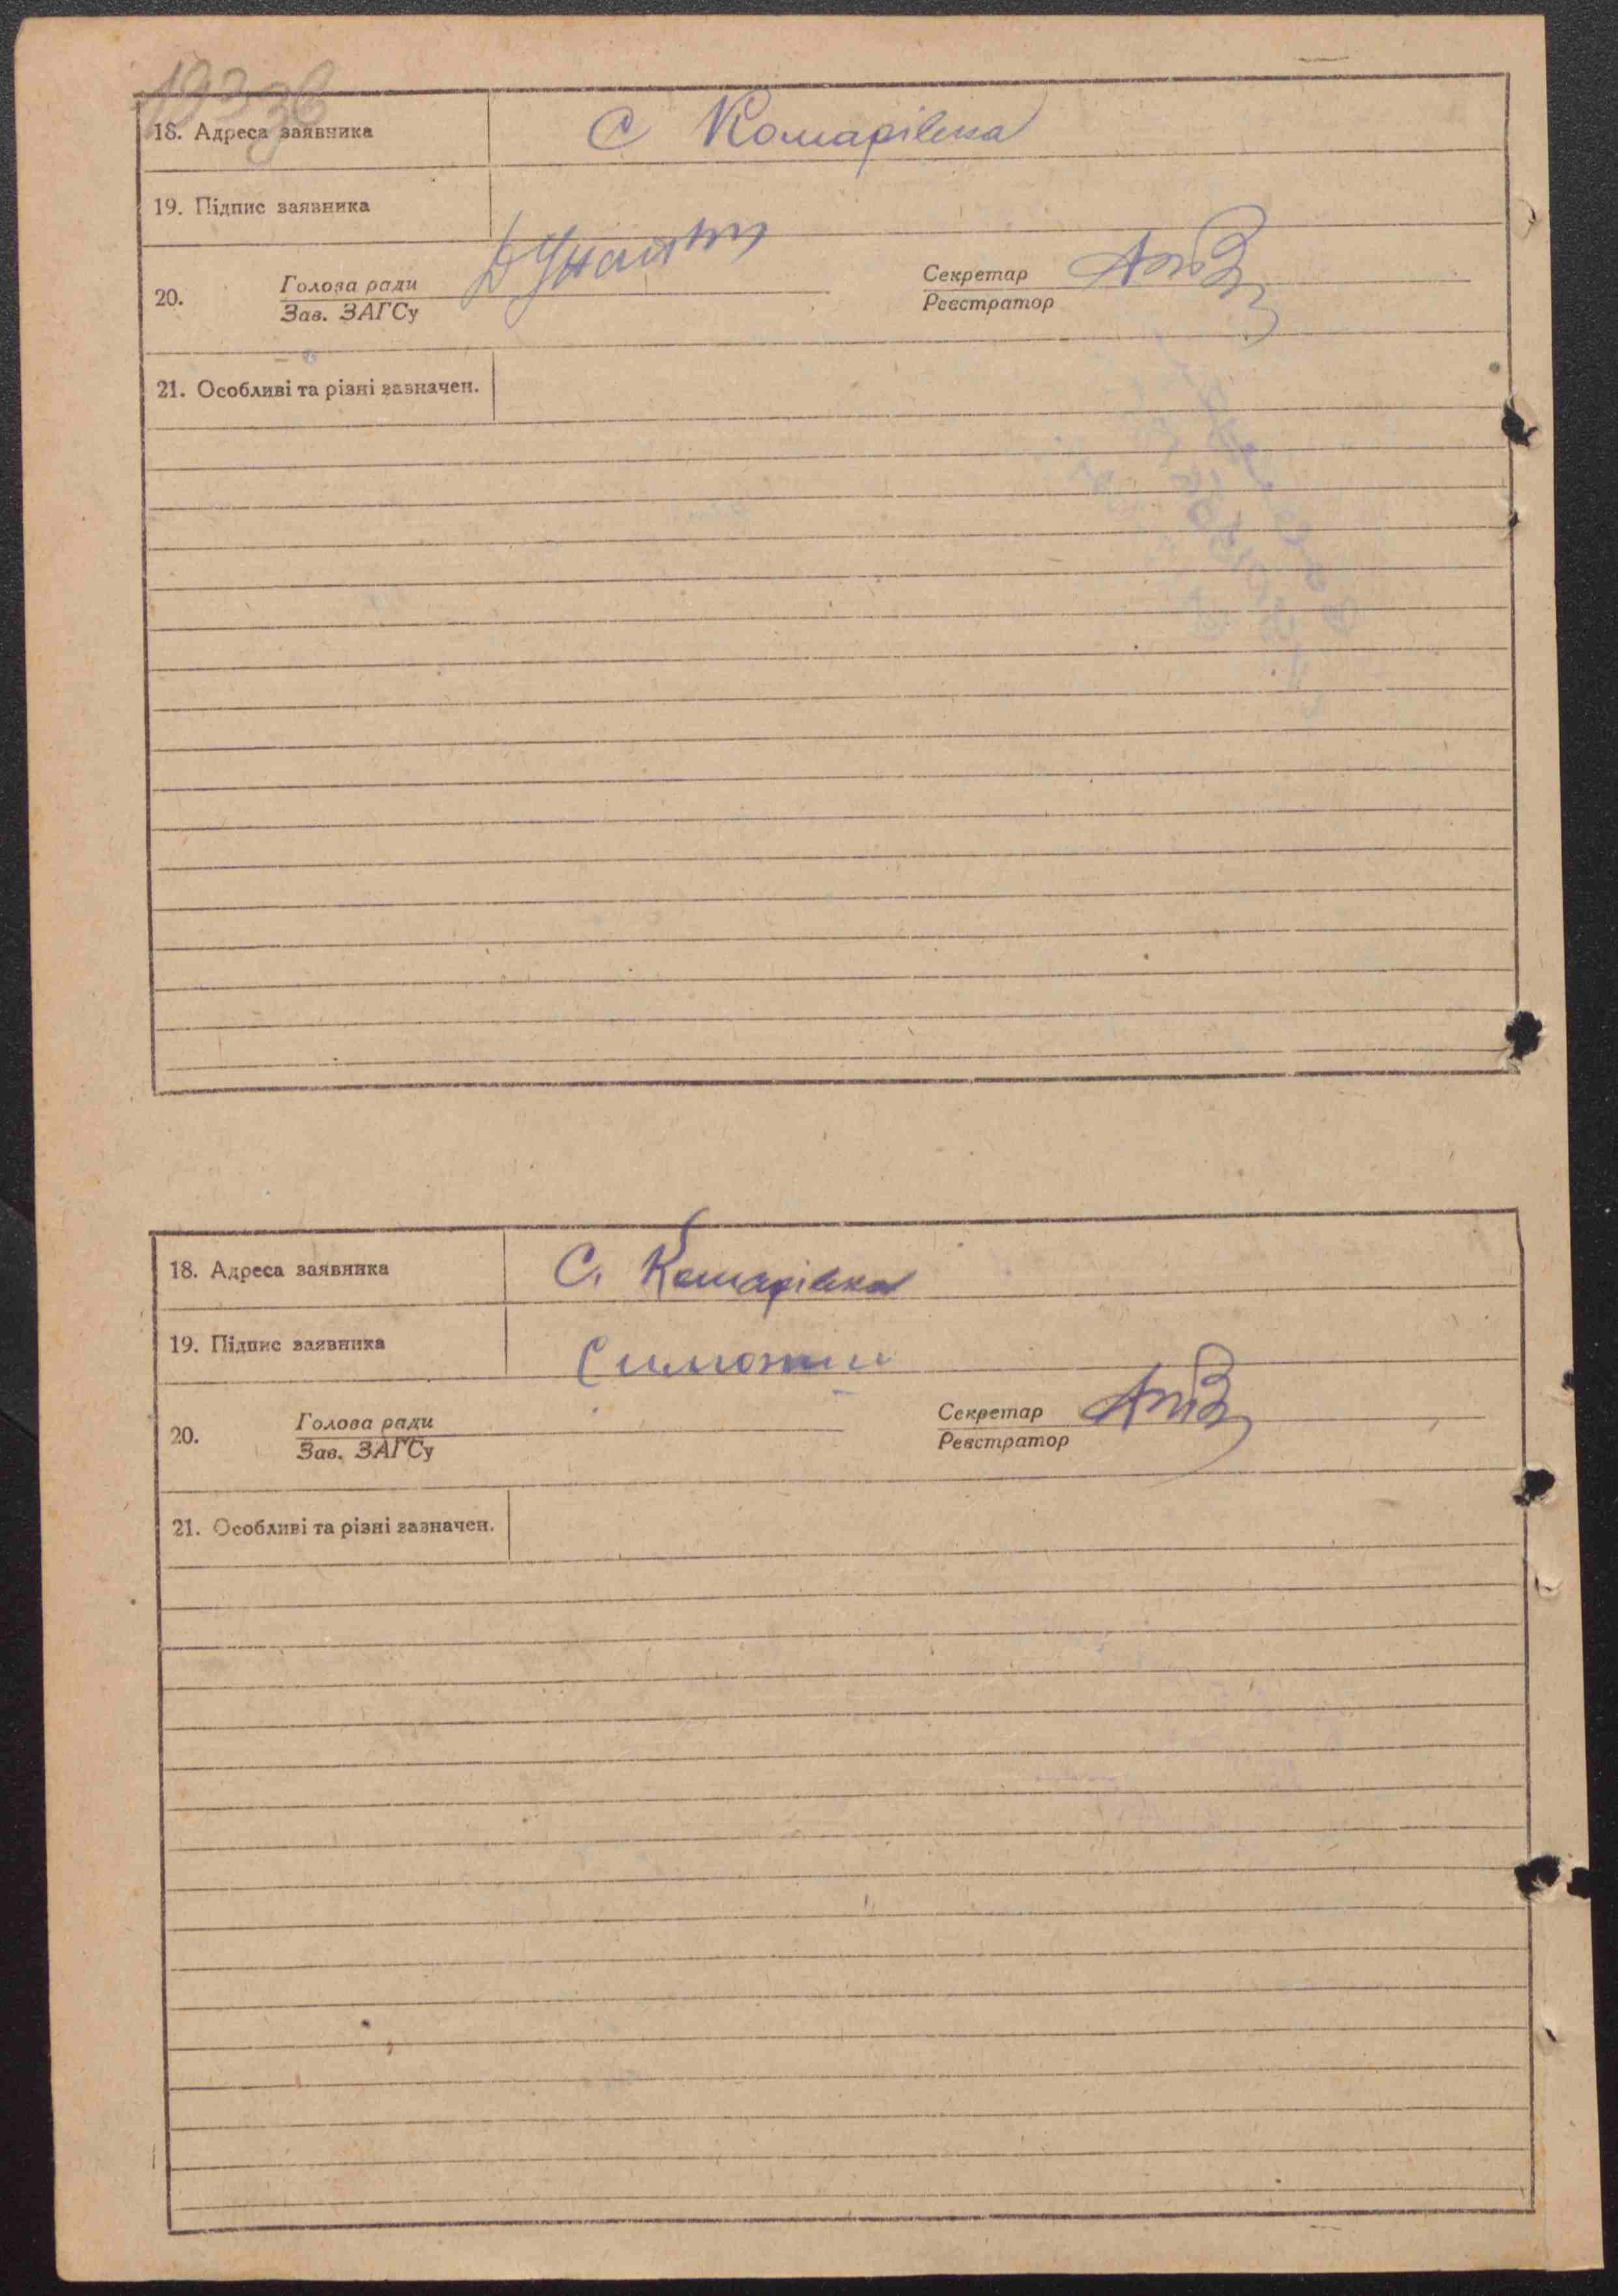 18. Адреса заявника С Комарівка
19. Підпис заявника
20. Голова ради Секретар
Зав. ЗАГСу Реєстратор
21. Особливі та різні зазначен.
18. Адреса заявника С. Комарівка
19. Підпис заявника
20. Голова ради Секретар
Зав. ЗАГСу Реєстратор
21. Особливі та різні зазначен.